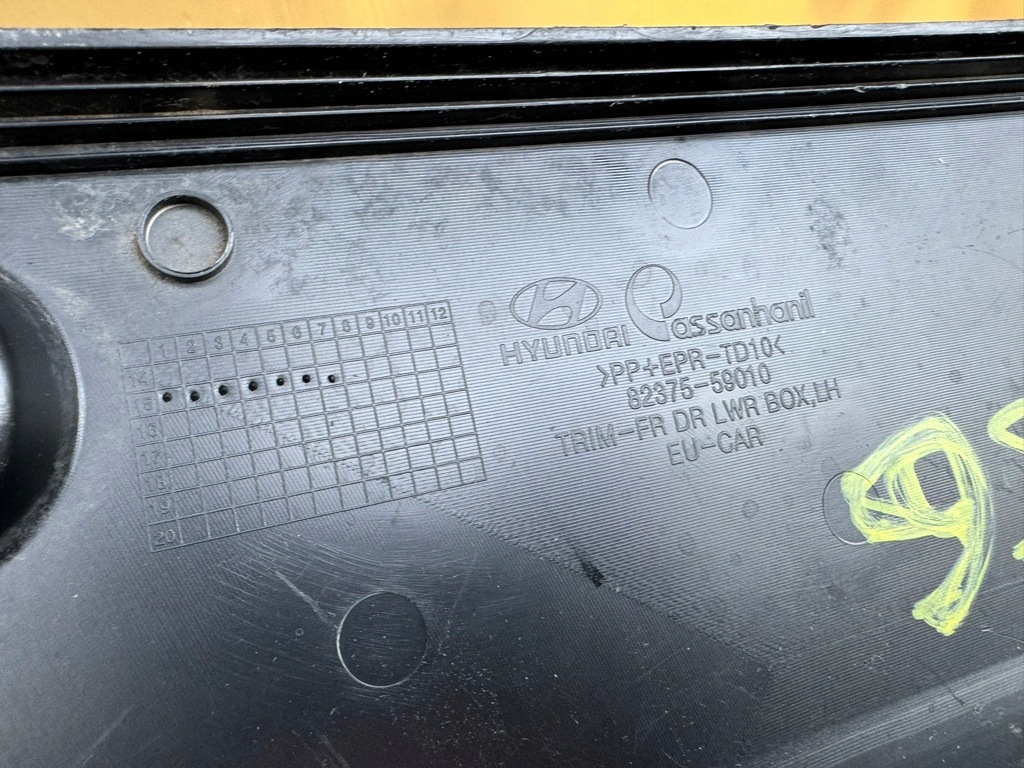 1 2 3 4 5 6 7 8 9 10 11 12
14
15
16
17
18
19
20
HYUNDAI Passanhanil
>PP+EPR-TD10<
82375-59010
TRIM-FR DR LWR BOX,LH
EU-CAR